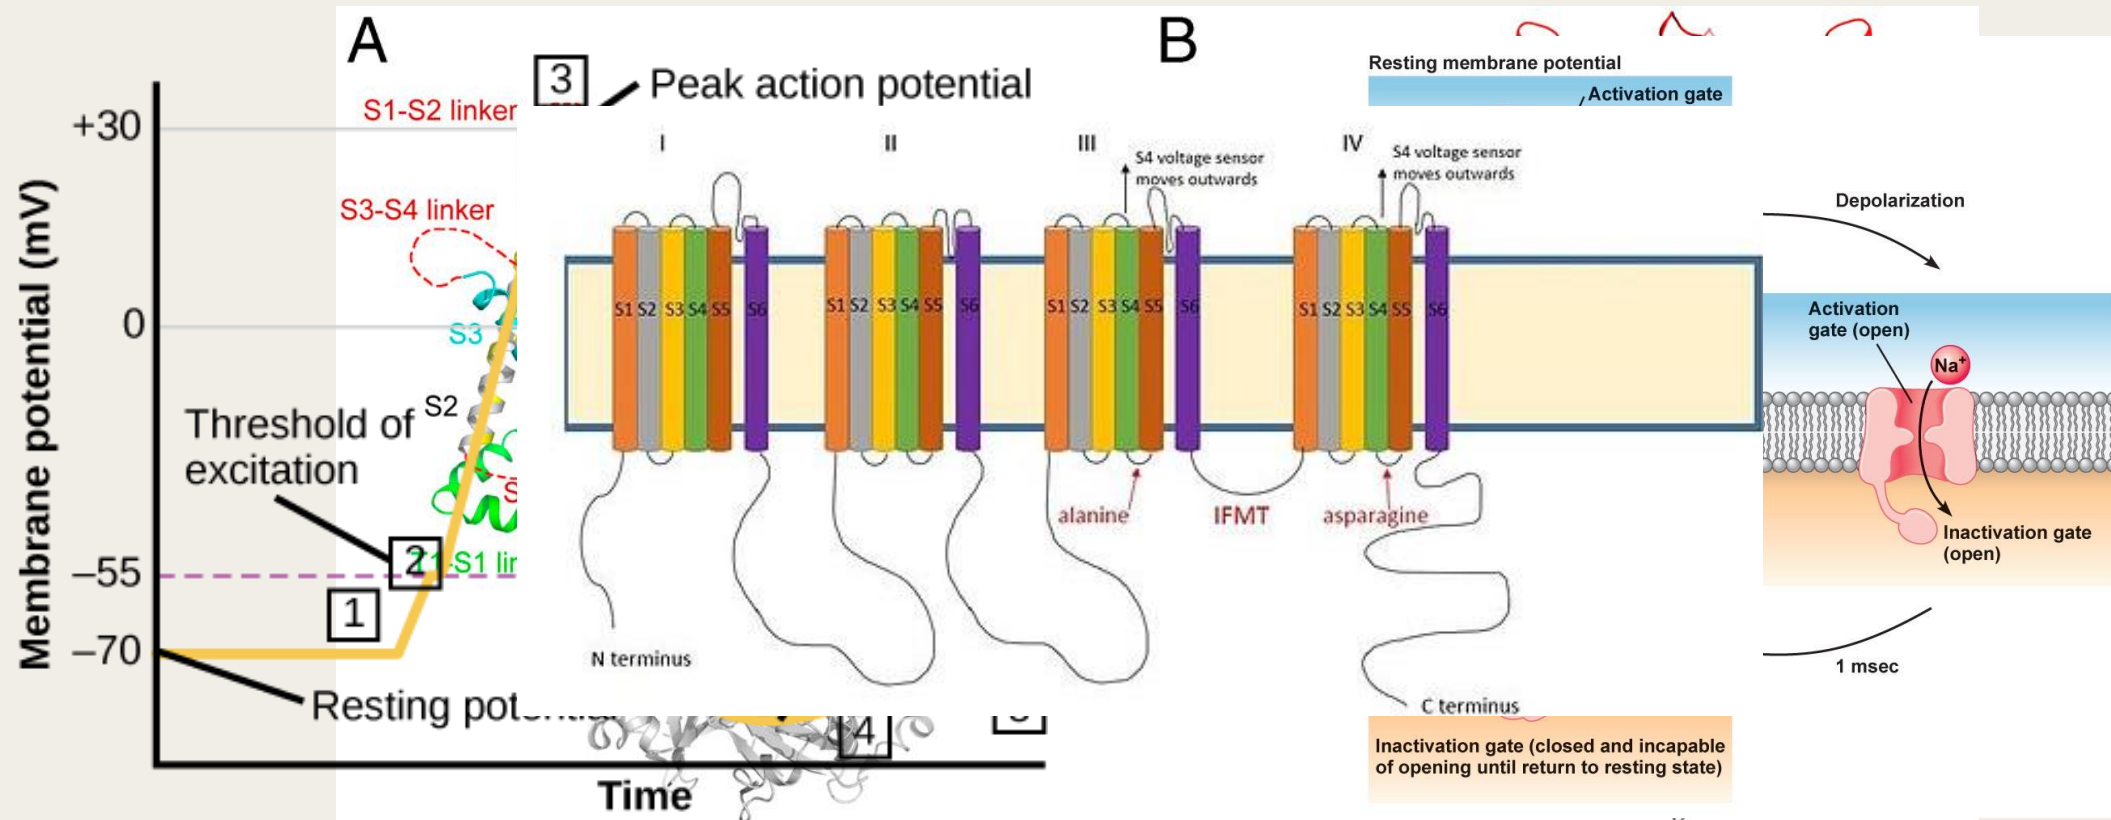 A
B
3
Peak action potential
+30
S1-S2 linker
S3-S4 linker
0
S3
S2
Threshold of
excitation
–55
2
T1-S1 lin
1
–70
Resting potential
4
Membrane potential (mV)
Time
I
II
III
IV
S4 voltage sensor
moves outwards
S4 voltage sensor
moves outwards
S1 S2 S3 S4 S5 S6
S1 S2 S3 S4 S5 S6
S1 S2 S3 S4 S5 S6
S1 S2 S3 S4 S5 S6
alanine
IFMT
asparagine
N terminus
C terminus
Resting membrane potential
Activation gate
Depolarization
Activation
gate (open)
Na+
Inactivation gate
(open)
1 msec
Inactivation gate (closed and incapable
of opening until return to resting state)